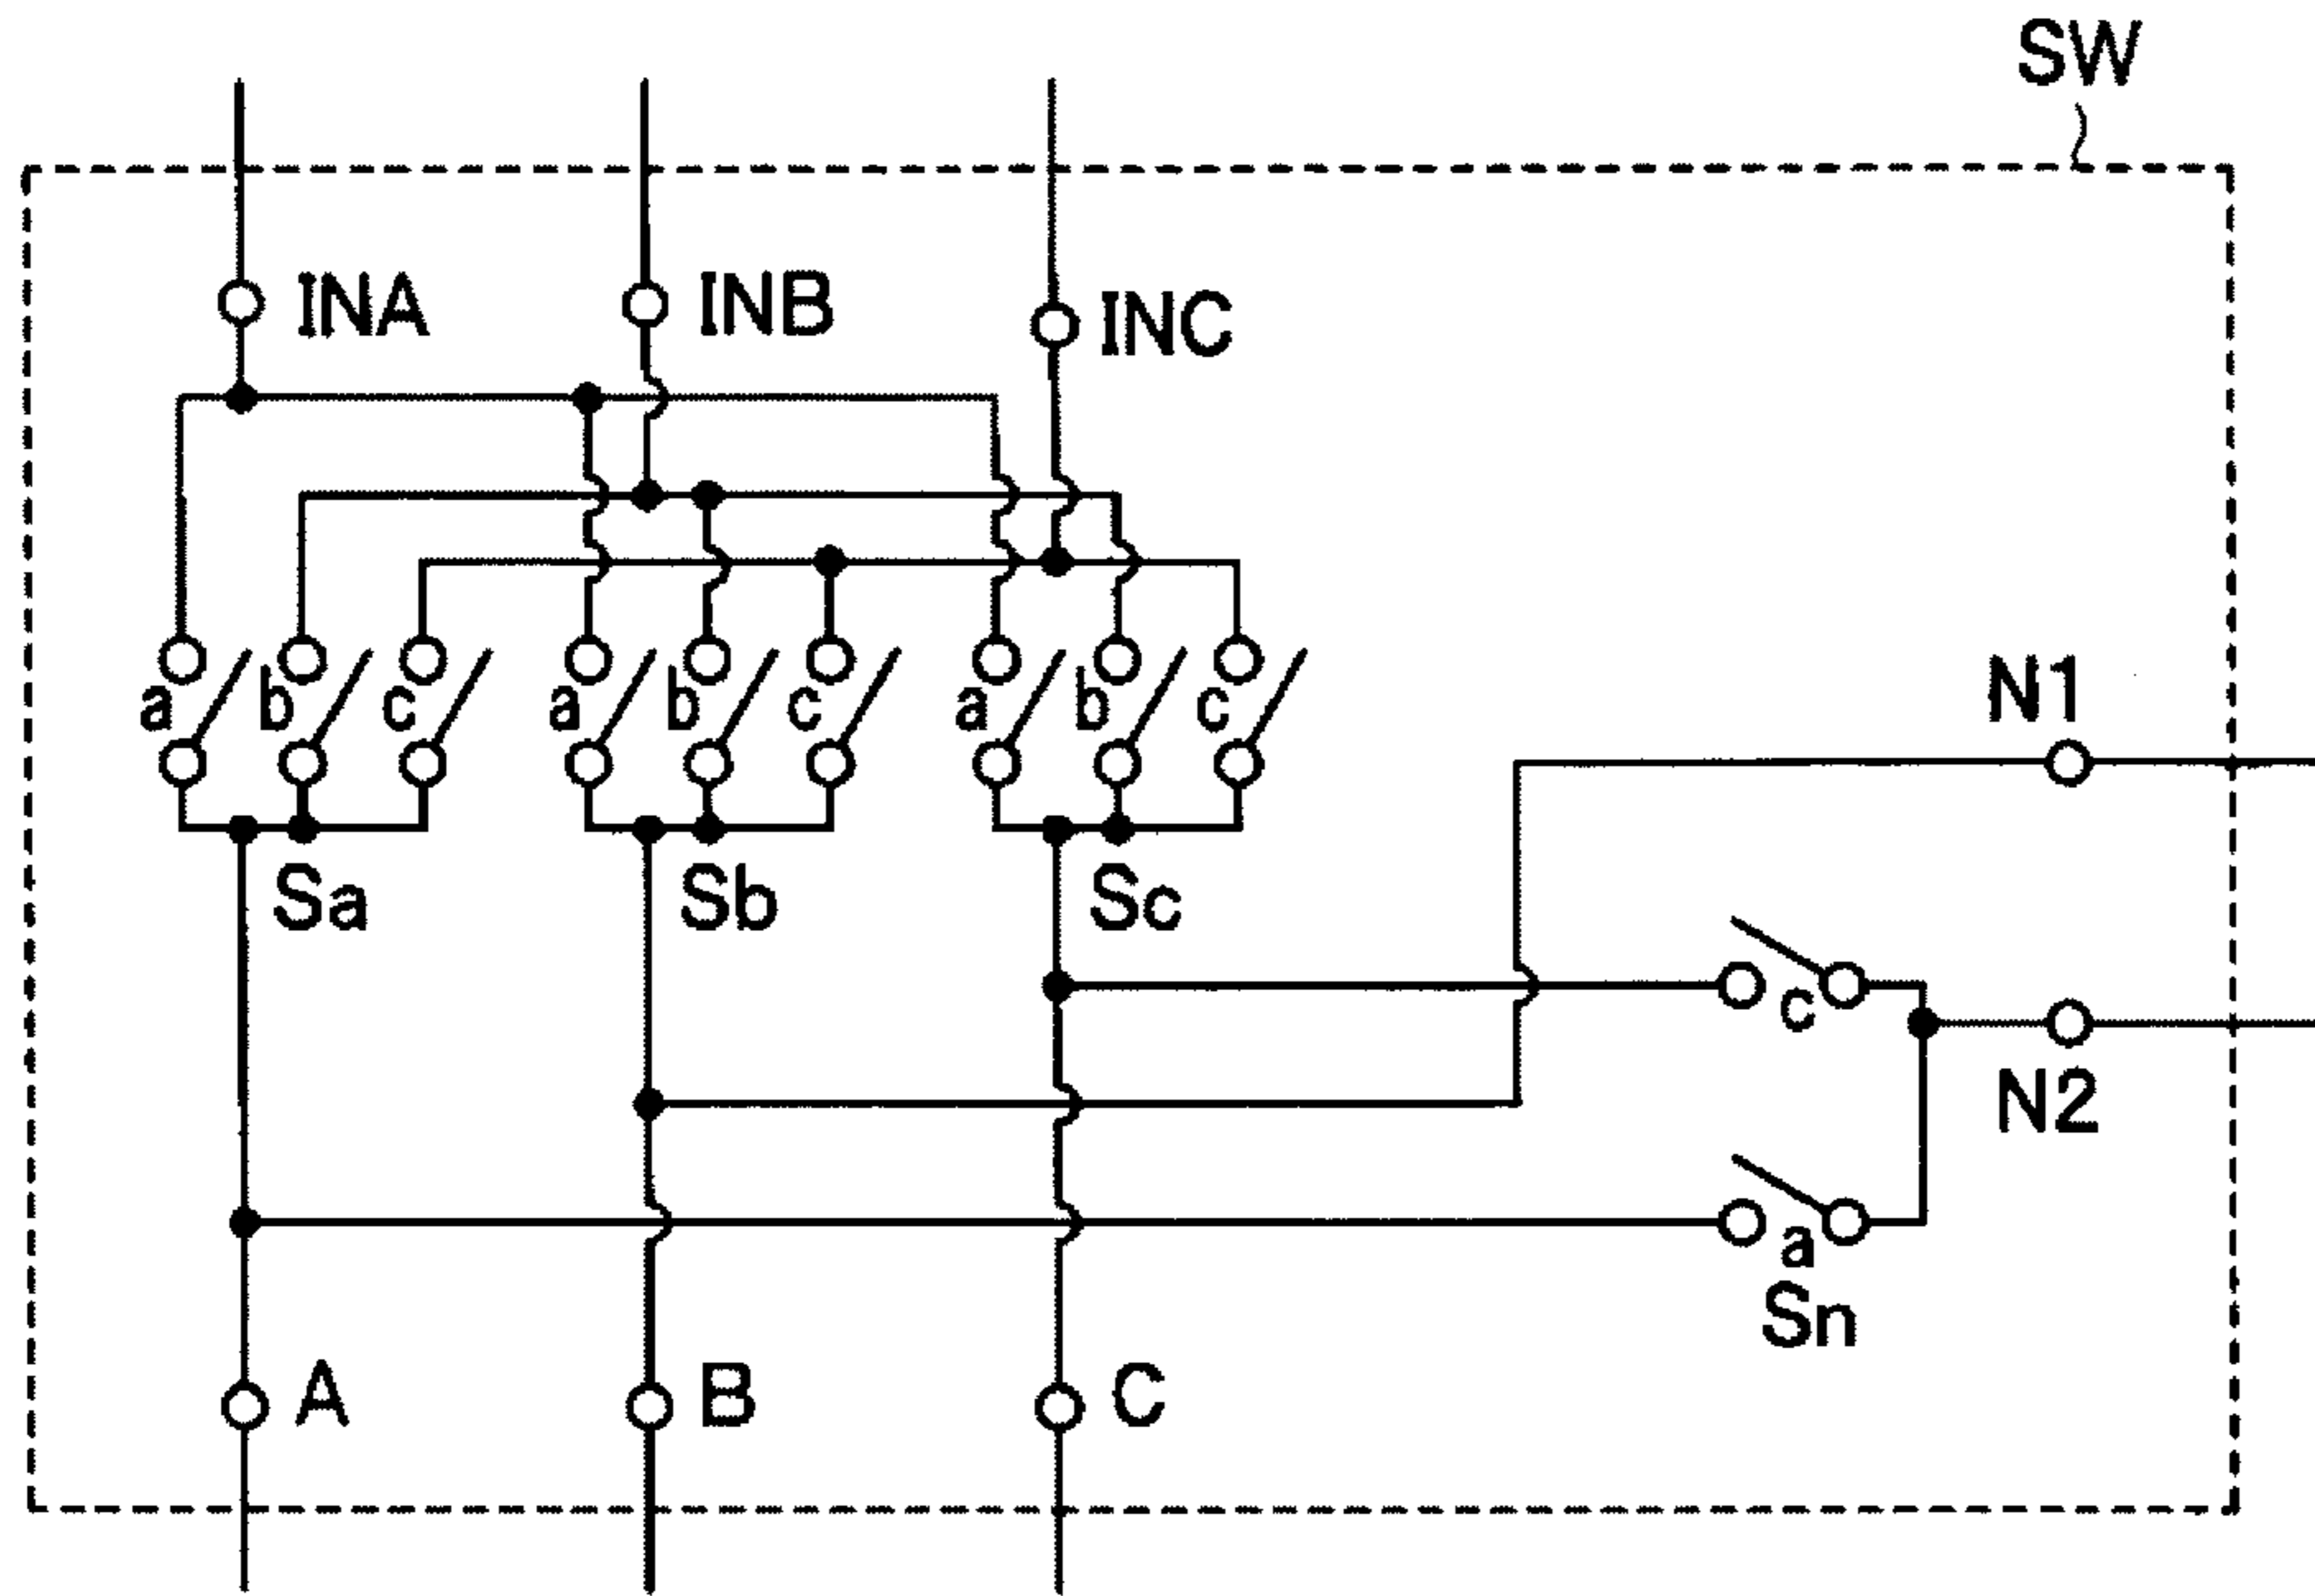 SW
INA INB INC
a b c a b c a b c
N1
Sa Sb Sc
c
N2
a
Sn
A B C